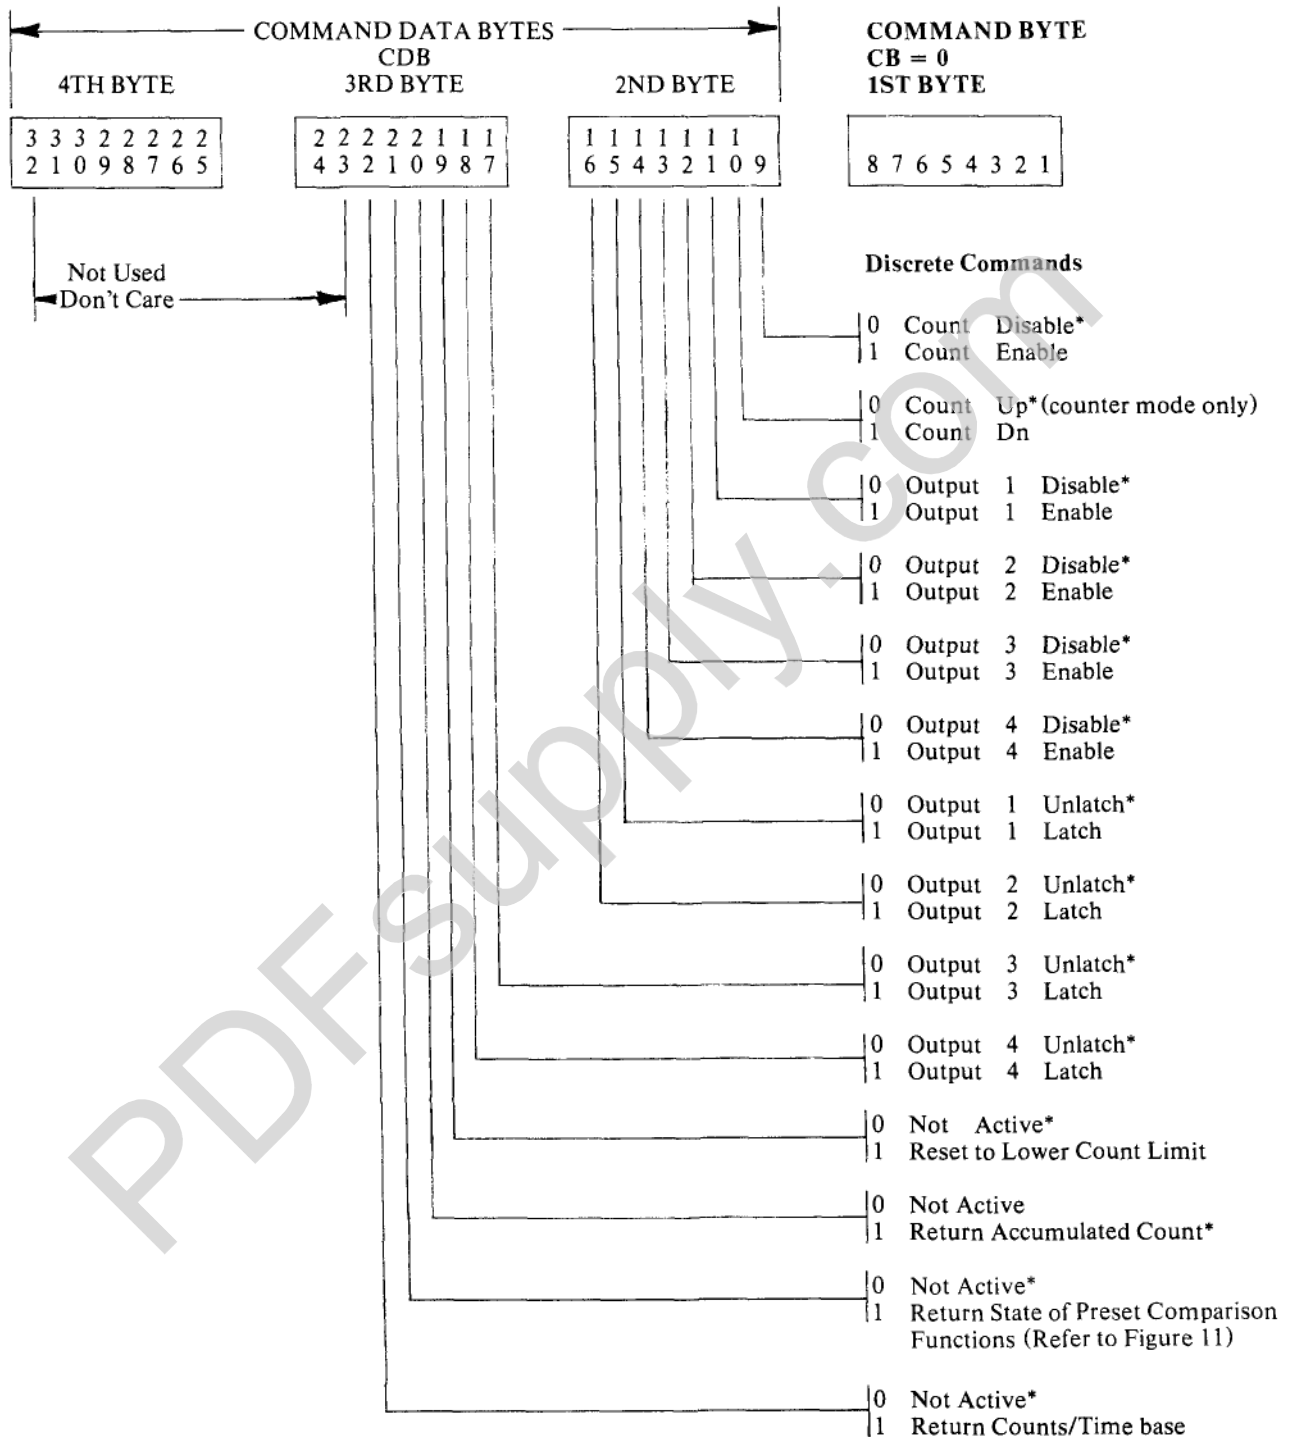 COMMAND DATA BYTES
CDB
COMMAND BYTE
CB = 0
4TH BYTE 3RD BYTE 2ND BYTE 1ST BYTE
3 3 3 2 2 2 2 2 2 2 2 2 2 1 1 1 1 1 1 1 1 1 1
2 1 0 9 8 7 6 5 4 3 2 1 0 9 8 7 6 5 4 3 2 1 0 9 8 7 6 5 4 3 2 1
Not Used
Don't Care
Discrete Commands
0 Count Disable*
1 Count Enable
0 Count Up* (counter mode only)
1 Count Dn
0 Output 1 Disable*
1 Output 1 Enable
0 Output 2 Disable*
1 Output 2 Enable
0 Output 3 Disable*
1 Output 3 Enable
0 Output 4 Disable*
1 Output 4 Enable
0 Output 1 Unlatch*
1 Output 1 Latch
0 Output 2 Unlatch*
1 Output 2 Latch
0 Output 3 Unlatch*
1 Output 3 Latch
0 Output 4 Unlatch*
1 Output 4 Latch
0 Not Active*
1 Reset to Lower Count Limit
0 Not Active
1 Return Accumulated Count*
0 Not Active*
1 Return State of Preset Comparison
Functions (Refer to Figure 11)
0 Not Active*
1 Return Counts/Time base
PDFsupply.com